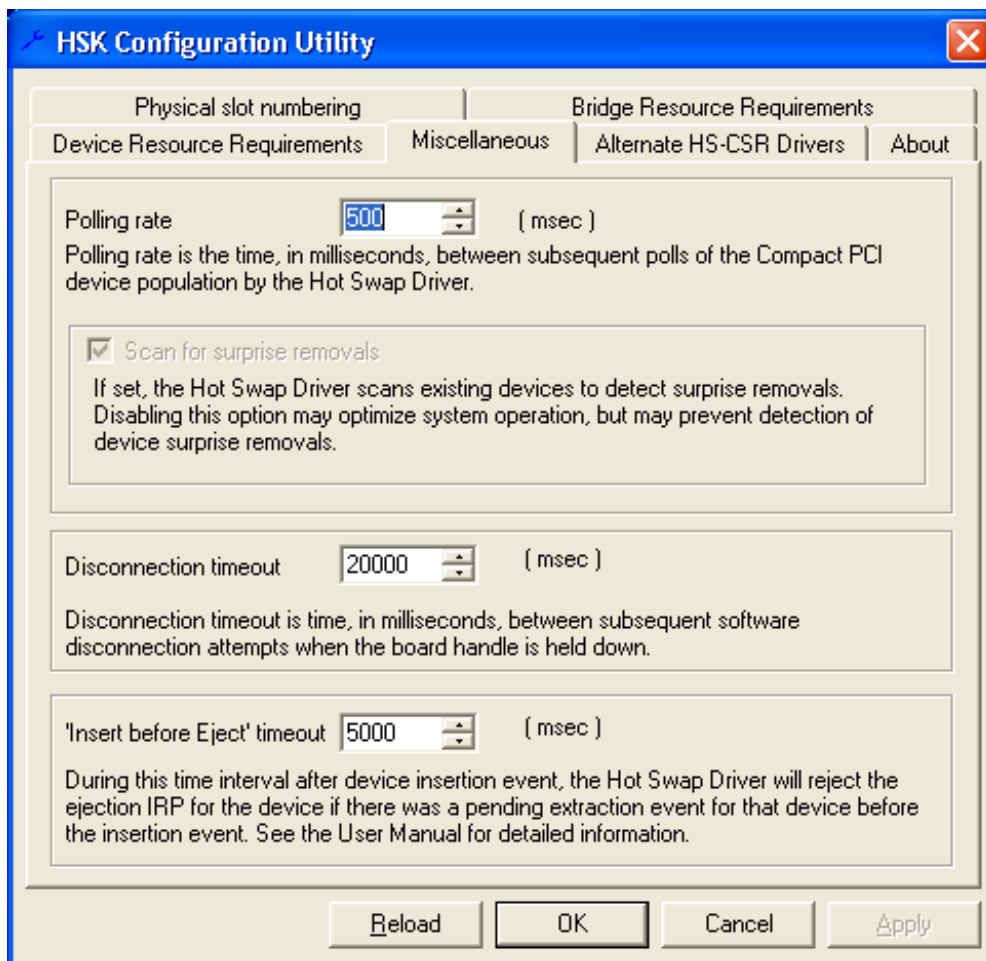 HSK Configuration Utility
Physical slot numbering
Bridge Resource Requirements
Device Resource Requirements
Miscellaneous
Alternate HS-CSR Drivers
About
Polling rate 500 ( msec )
Polling rate is the time, in milliseconds, between subsequent polls of the Compact PCI
device population by the Hot Swap Driver.
Scan for surprise removals
If set, the Hot Swap Driver scans existing devices to detect surprise removals.
Disabling this option may optimize system operation, but may prevent detection of
device surprise removals.
Disconnection timeout 20000 ( msec )
Disconnection timeout is time, in milliseconds, between subsequent software
disconnection attempts when the board handle is held down.
'Insert before Eject' timeout 5000 ( msec )
During this time interval after device insertion event, the Hot Swap Driver will reject the
ejection IRP for the device if there was a pending extraction event for that device before
the insertion event. See the User Manual for detailed information.
Reload
OK
Cancel
Apply